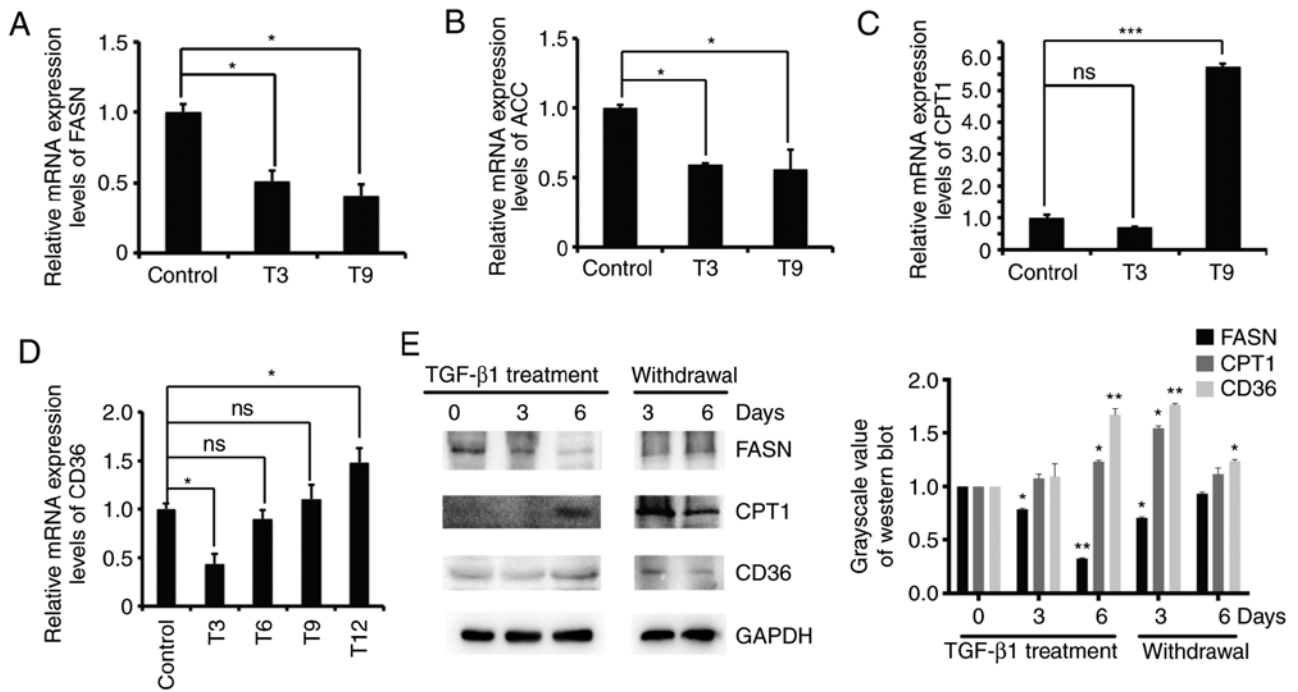 A
Relative mRNA expression
levels of FASN
1.5
1.0
0.5
0
*
*
Control T3 T9
B
Relative mRNA expression
levels of ACC
1.5
1.0
0.5
0
*
*
Control T3 T9
C
Relative mRNA expression
levels of CPT1
6.0
5.0
4.0
3.0
2.0
1.0
0
***
ns
Control T3 T9
D
Relative mRNA expression
levels of CD36
2.0
1.5
1.0
0.5
0
*
ns
ns
*
Control T3 T6 T9 T12
E
TGF-β1 treatment Withdrawal
0 3 6 3 6 Days
FASN
CPT1
CD36
GAPDH
FASN
CPT1
CD36
Grayscale value
of western blot
2.0
1.5
1.0
0.5
0.0
* ** * ** * * ** *
0 3 6 3 6 Days
TGF-β1 treatment Withdrawal